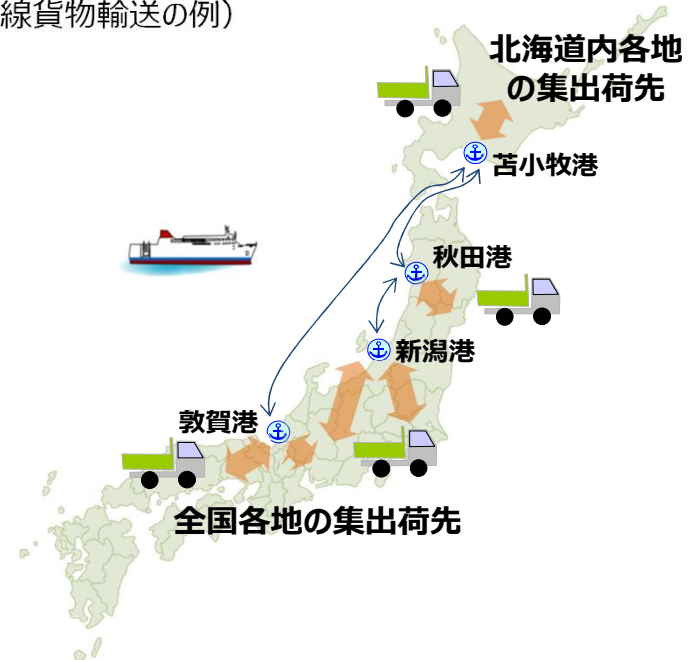 線貨物輸送の例）
北海道内各地
の集出荷先
苫小牧港
秋田港
新潟港
敦賀港
全国各地の集出荷先